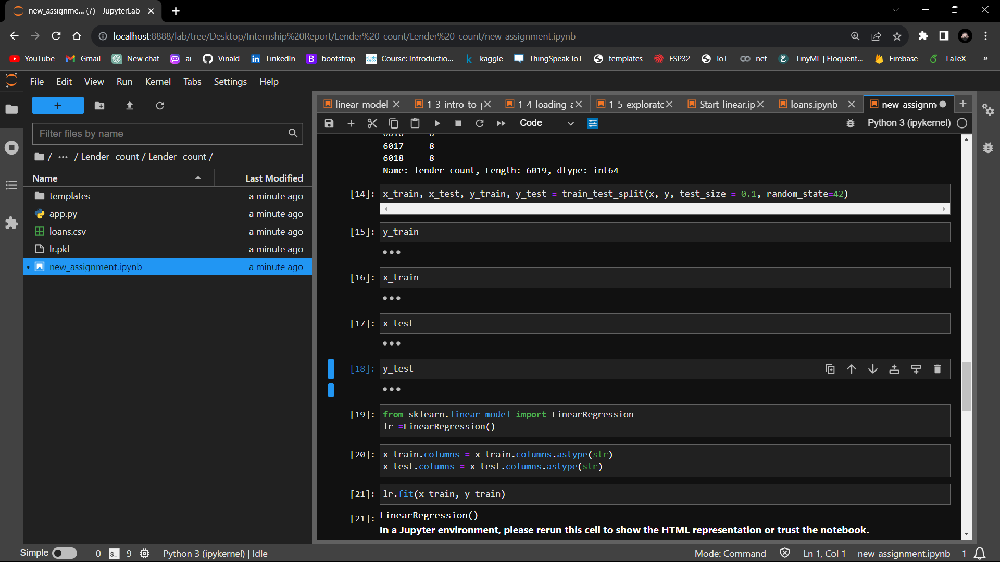 new_assignme... (7) - JupyterLab
localhost:8888/lab/tree/Desktop/Internship%20Report/Lender%20_count/Lender%20_count/new_assignment.ipynb
YouTube Gmail New chat ai Vinald LinkedIn bootstrap Course: Introductio... kaggle ThingSpeak IoT templates ESP32 IoT net TinyML | Eloquent... Firebase LaTeX »
File Edit View Run Kernel Tabs Settings Help
linear_model_ 1_3_intro_to_ 1_4_loading_ 1_5_explorato Start_linear.ip loans.ipynb new_assignm
Code Python 3 (ipykernel)
Filter files by name
/ ... / Lender _count / Lender _count /
Name Last Modified
templates a minute ago
app.py a minute ago
loans.csv a minute ago
lr.pkl a minute ago
new_assignment.ipynb a minute ago
6017 8
6018 8
Name: lender_count, Length: 6019, dtype: int64
[14]: x_train, x_test, y_train, y_test = train_test_split(x, y, test_size = 0.1, random_state=42)
[15]: y_train
[16]: x_train
[17]: x_test
[18]: y_test
[19]: from sklearn.linear_model import LinearRegression
lr =LinearRegression()
[20]: x_train.columns = x_train.columns.astype(str)
x_test.columns = x_test.columns.astype(str)
[21]: lr.fit(x_train, y_train)
[21]: LinearRegression()
In a Jupyter environment, please rerun this cell to show the HTML representation or trust the notebook.
Simple 0 9 Python 3 (ipykernel) | Idle Mode: Command Ln 1, Col 1 new_assignment.ipynb 1